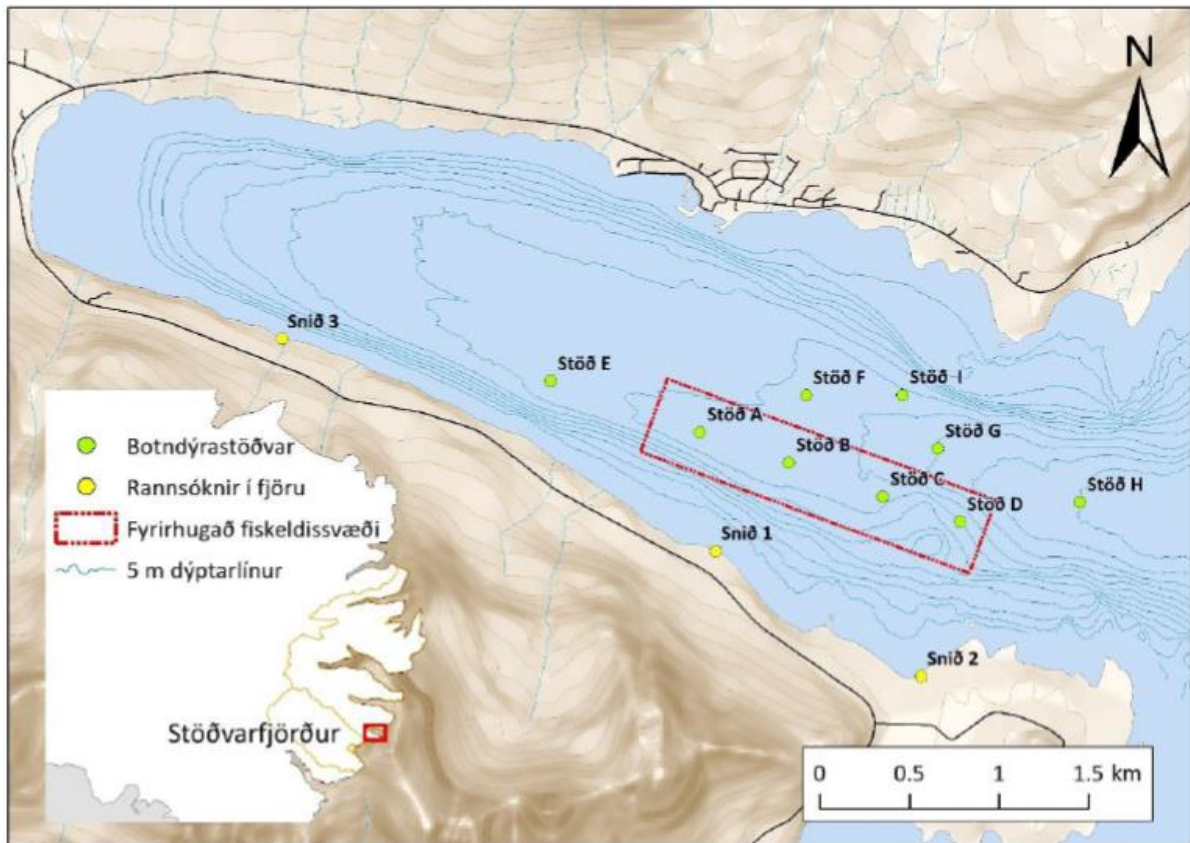 N
Snið 3
Stöð E
Stöð F
Stöð I
Stöð A
Stöð G
Stöð B
Stöð C
Stöð H
Stöð D
Snið 1
Snið 2
Botndýrastöðvar
Rannsóknir í fjöru
Fyrirhugað fiskeldissvæði
5 m dýptarlínur
Stöðvarfjörður
0 0.5 1 1.5 km